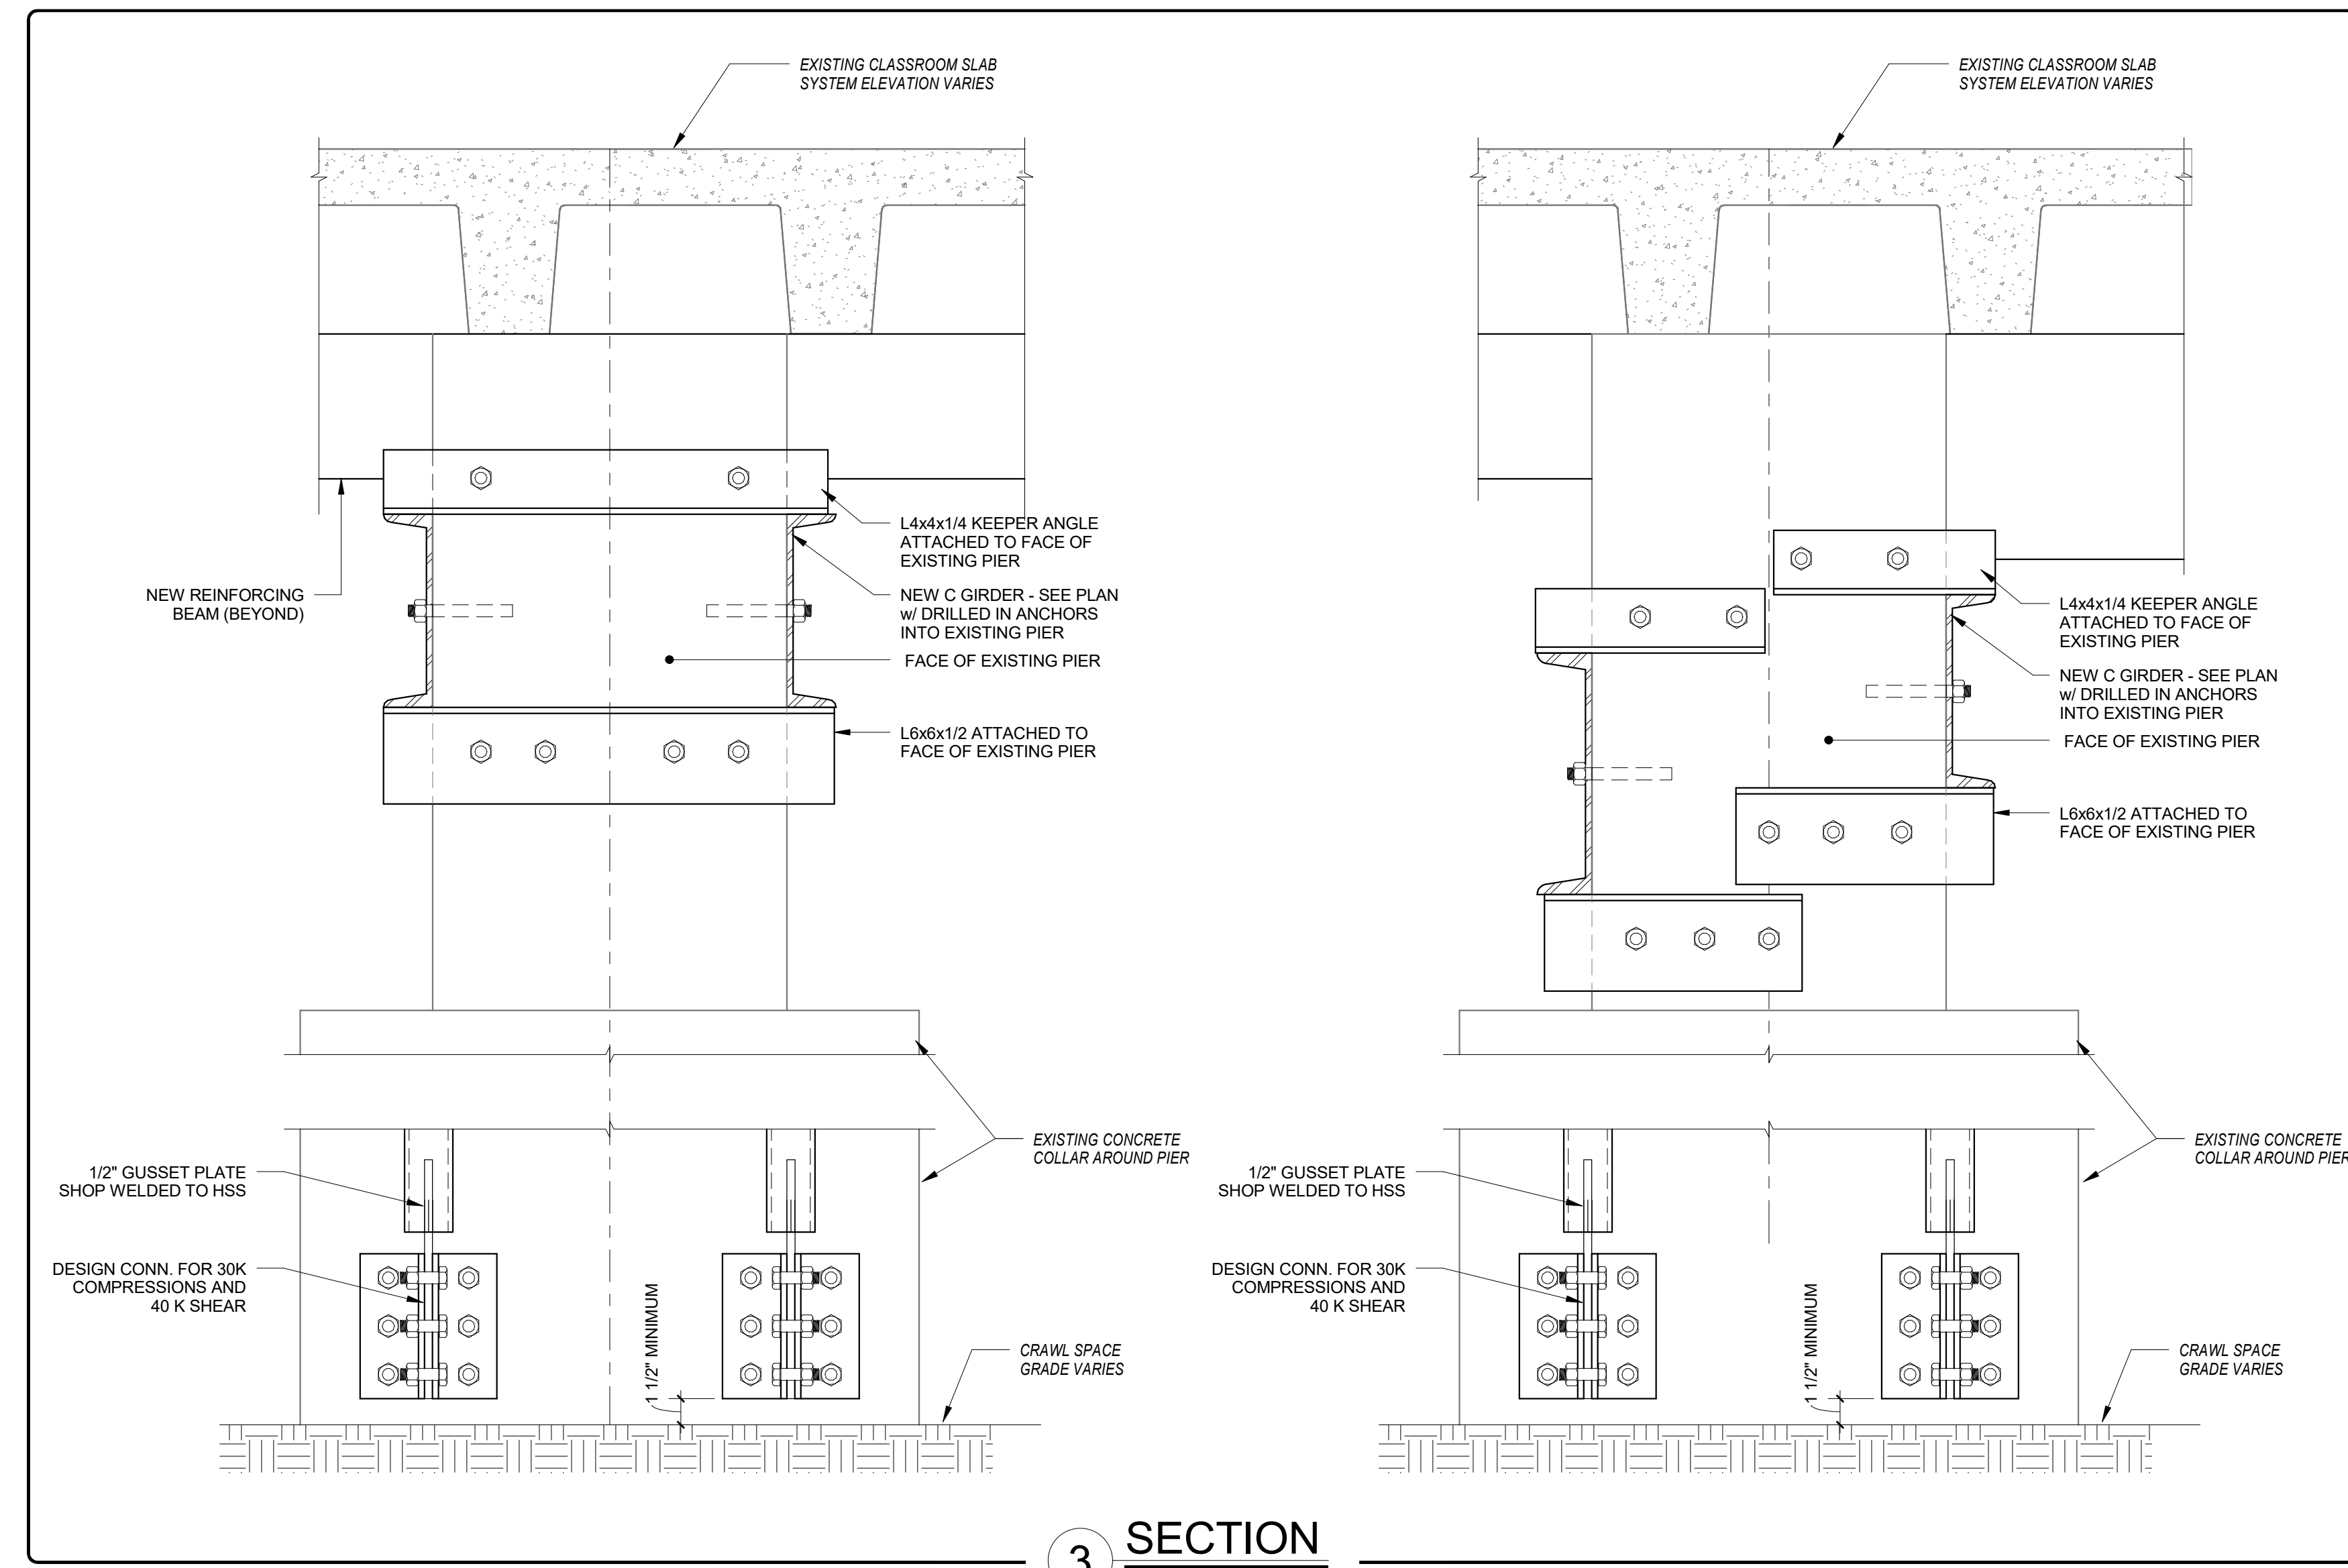 EXISTING CLASSROOM SLAB
SYSTEM ELEVATION VARIES
L4x4x1/4 KEEPER ANGLE
ATTACHED TO FACE OF
EXISTING PIER
NEW REINFORCING
BEAM (BEYOND)
NEW C GIRDER - SEE PLAN
w/ DRILLED IN ANCHORS
INTO EXISTING PIER
FACE OF EXISTING PIER
L6x6x1/2 ATTACHED TO
FACE OF EXISTING PIER
EXISTING CONCRETE
COLLAR AROUND PIER
1/2" GUSSET PLATE
SHOP WELDED TO HSS
DESIGN CONN. FOR 30K
COMPRESSIONS AND
40 K SHEAR
1 1/2" MINIMUM
CRAWL SPACE
GRADE VARIES
EXISTING CLASSROOM SLAB
SYSTEM ELEVATION VARIES
L4x4x1/4 KEEPER ANGLE
ATTACHED TO FACE OF
EXISTING PIER
NEW C GIRDER - SEE PLAN
w/ DRILLED IN ANCHORS
INTO EXISTING PIER
FACE OF EXISTING PIER
L6x6x1/2 ATTACHED TO
FACE OF EXISTING PIER
EXISTING CONCRETE
COLLAR AROUND PIER
1/2" GUSSET PLATE
SHOP WELDED TO HSS
DESIGN CONN. FOR 30K
COMPRESSIONS AND
40 K SHEAR
1 1/2" MINIMUM
CRAWL SPACE
GRADE VARIES
3 SECTION